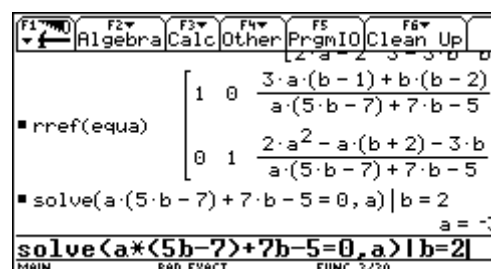 F1 F2 F3 F4 F5 F6
Algebra Calc Other PrgmIO Clean Up
▪ rref(equa) [1 0 (3·a·(b − 1) + b·(b − 2))/(a·(5·b − 7) + 7·b − 5)
0 1 (2·a² − a·(b + 2) − 3·b)/(a·(5·b − 7) + 7·b − 5)
▪ solve(a·(5·b − 7) + 7·b − 5 = 0, a)|b = 2
a = -3
solve(a*(5b-7)+7b-5=0,a)|b=2
MAIN RAD EXACT FUNC 3/30